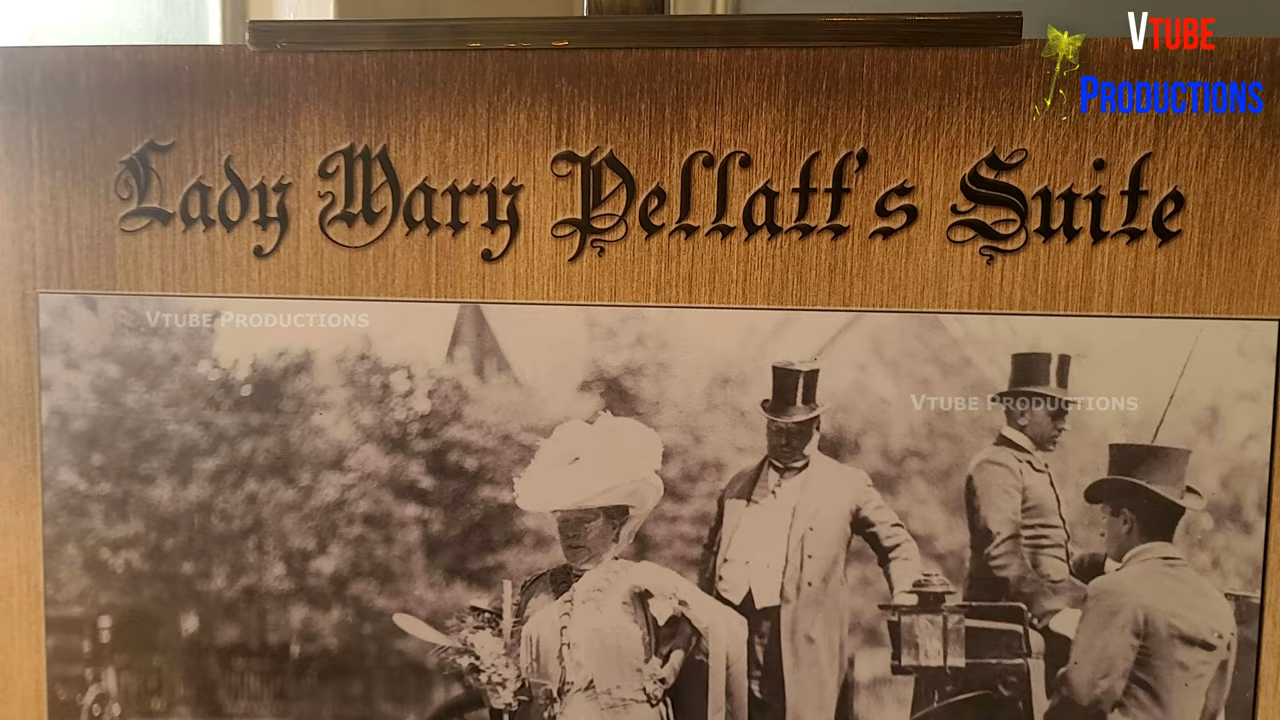 Vtube
Productions
Lady Mary Pellatt's Suite
Vtube Productions
Vtube Productions